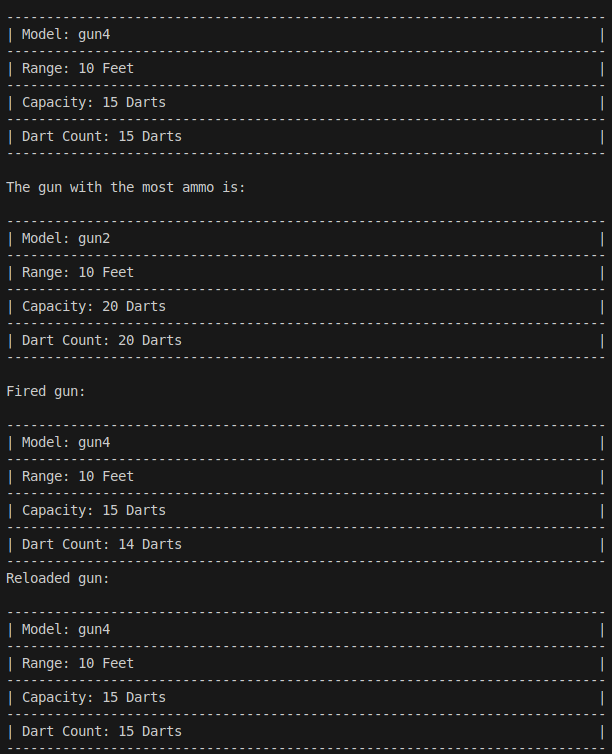 ---------------------------------------------------------------------------
| Model: gun4                                                             |
---------------------------------------------------------------------------
| Range: 10 Feet                                                          |
---------------------------------------------------------------------------
| Capacity: 15 Darts                                                      |
---------------------------------------------------------------------------
| Dart Count: 15 Darts                                                    |
---------------------------------------------------------------------------

The gun with the most ammo is:

---------------------------------------------------------------------------
| Model: gun2                                                             |
---------------------------------------------------------------------------
| Range: 10 Feet                                                          |
---------------------------------------------------------------------------
| Capacity: 20 Darts                                                      |
---------------------------------------------------------------------------
| Dart Count: 20 Darts                                                    |
---------------------------------------------------------------------------

Fired gun:

---------------------------------------------------------------------------
| Model: gun4                                                             |
---------------------------------------------------------------------------
| Range: 10 Feet                                                          |
---------------------------------------------------------------------------
| Capacity: 15 Darts                                                      |
---------------------------------------------------------------------------
| Dart Count: 14 Darts                                                    |
---------------------------------------------------------------------------
Reloaded gun:

---------------------------------------------------------------------------
| Model: gun4                                                             |
---------------------------------------------------------------------------
| Range: 10 Feet                                                          |
---------------------------------------------------------------------------
| Capacity: 15 Darts                                                      |
---------------------------------------------------------------------------
| Dart Count: 15 Darts                                                    |
---------------------------------------------------------------------------